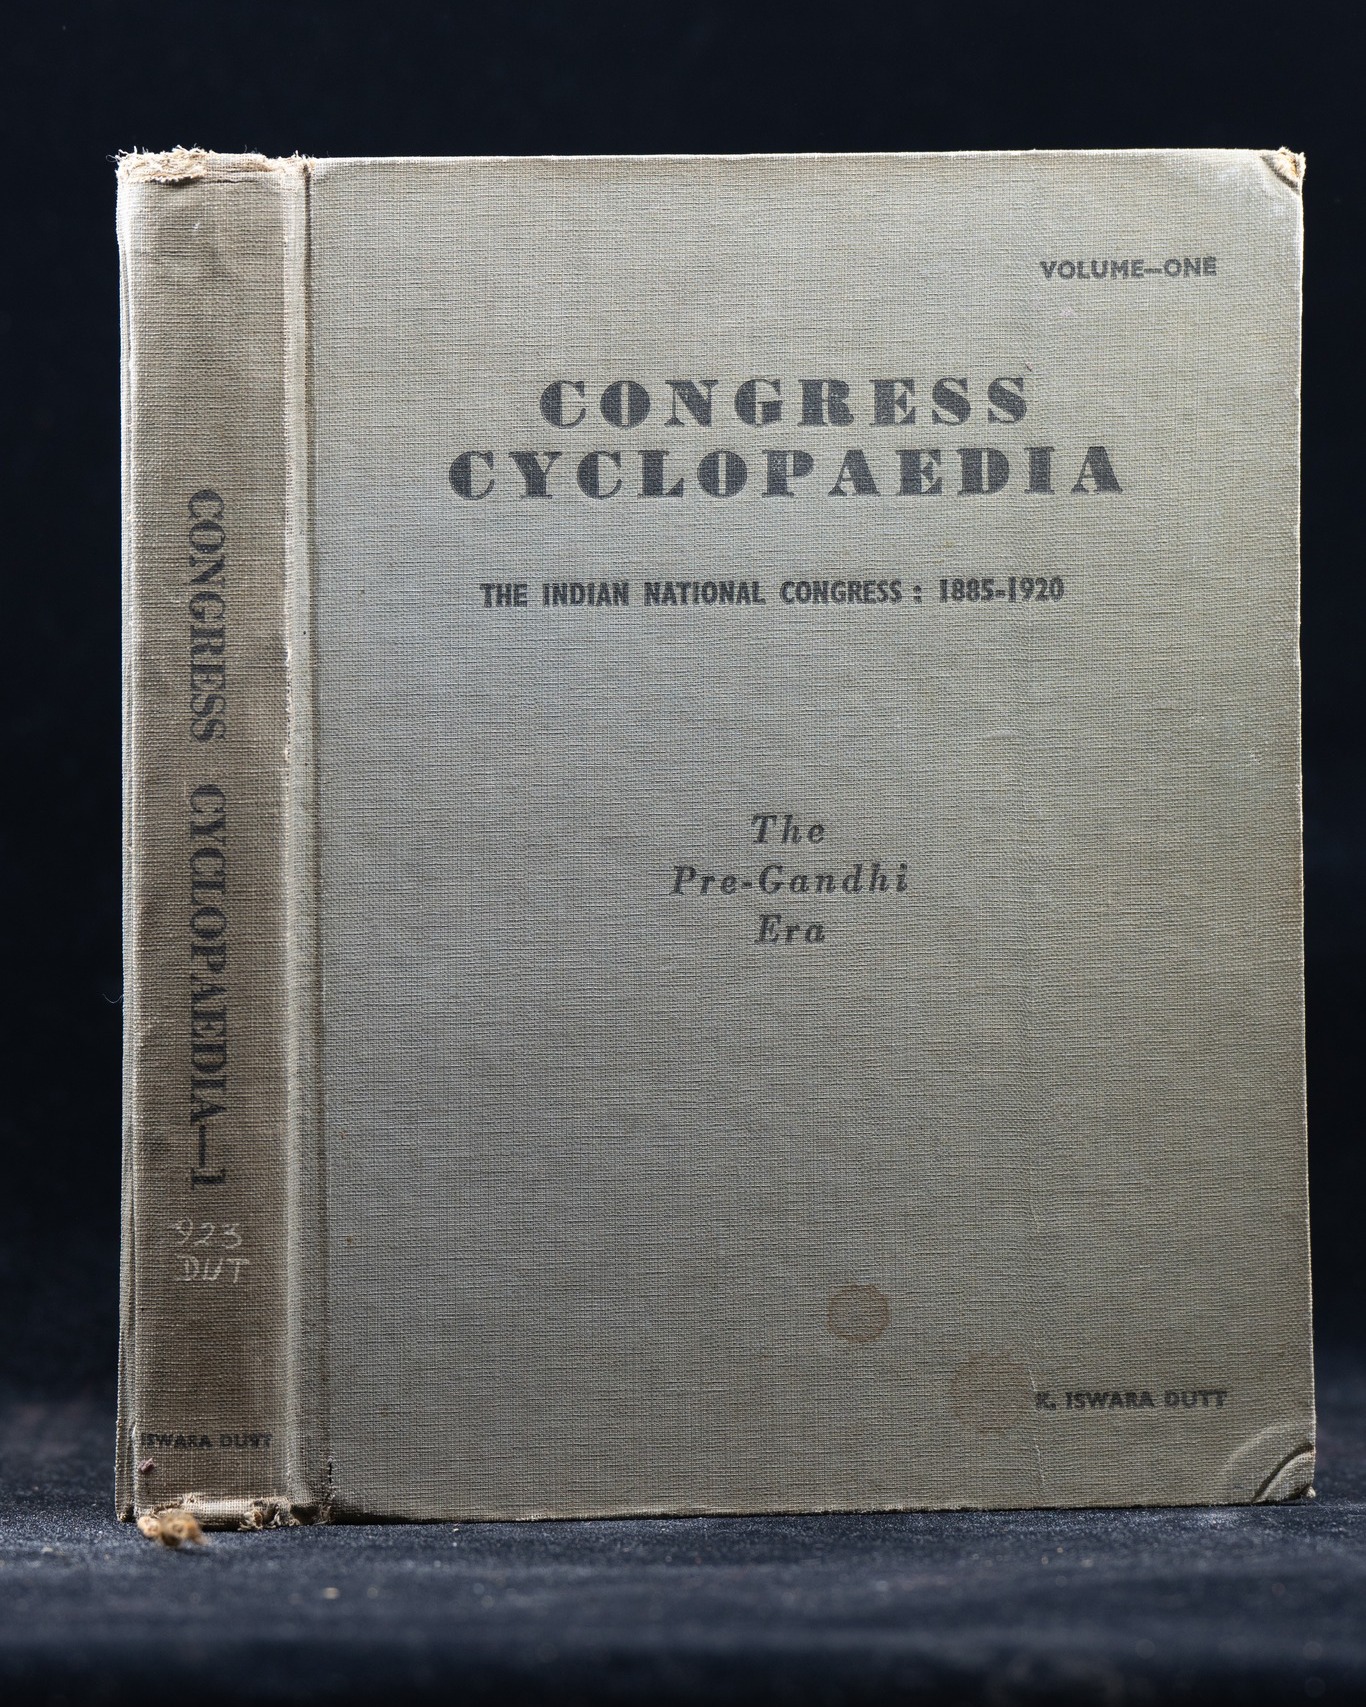 VOLUME—ONE
CONGRESS
CYCLOPAEDIA
THE INDIAN NATIONAL CONGRESS : 1885-1920
The
Pre-Gandhi
Era
K. ISWARA DUTT
CONGRESS CYCLOPAEDIA—1
923
DUT
ISWARA DUTT